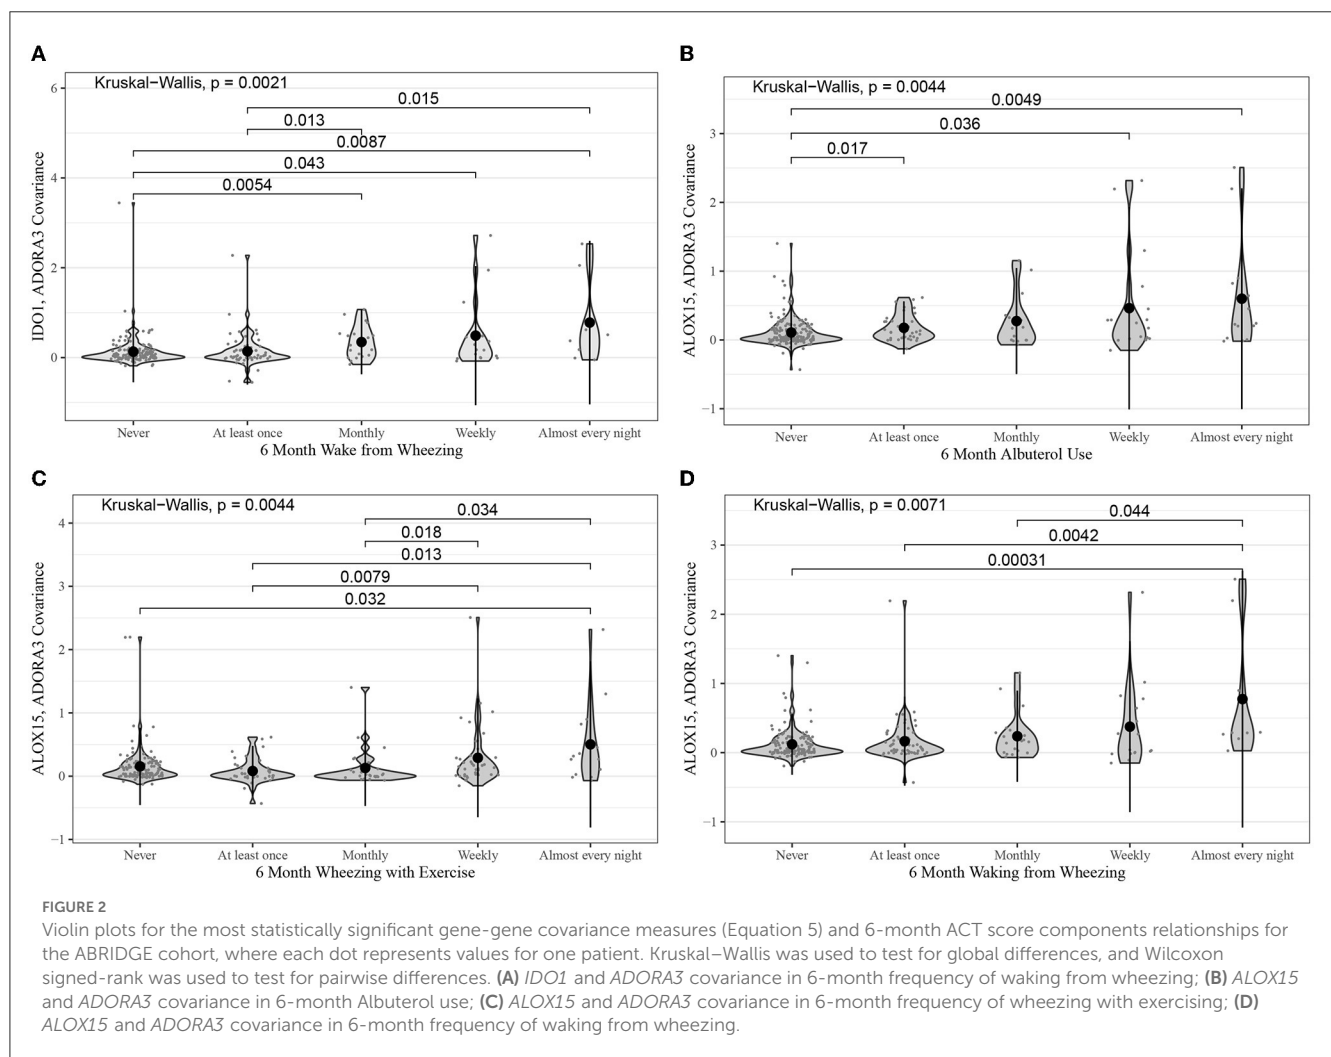 A
Kruskal−Wallis, p = 0.0021
0.015
0.013
0.0087
0.043
0.0054
6
4
2
0
IDO1, ADORA3 Covariance
Never At least once Monthly Weekly Almost every night
6 Month Wake from Wheezing
B
Kruskal−Wallis, p = 0.0044
0.0049
0.036
0.017
3
2
1
0
−1
ALOX15, ADORA3 Covariance
Never At least once Monthly Weekly Almost every night
6 Month Albuterol Use
C
Kruskal−Wallis, p = 0.0044
0.034
0.018
0.013
0.0079
0.032
4
3
2
1
0
−1
ALOX15, ADORA3 Covariance
Never At least once Monthly Weekly Almost every night
6 Month Wheezing with Exercise
D
Kruskal−Wallis, p = 0.0071
0.044
0.0042
0.00031
3
2
1
0
−1
ALOX15, ADORA3 Covariance
Never At least once Monthly Weekly Almost every night
6 Month Waking from Wheezing
FIGURE 2
Violin plots for the most statistically significant gene-gene covariance measures (Equation 5) and 6-month ACT score components relationships for
the ABRIDGE cohort, where each dot represents values for one patient. Kruskal–Wallis was used to test for global differences, and Wilcoxon
signed-rank was used to test for pairwise differences. (A) IDO1 and ADORA3 covariance in 6-month frequency of waking from wheezing; (B) ALOX15
and ADORA3 covariance in 6-month Albuterol use; (C) ALOX15 and ADORA3 covariance in 6-month frequency of wheezing with exercising; (D)
ALOX15 and ADORA3 covariance in 6-month frequency of waking from wheezing.